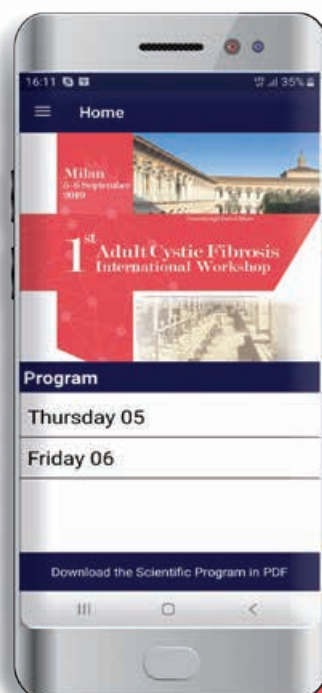 16:11 35%
Home
Milan
5-6 September
2019
1st Adult Cystic Fibrosis
International Workshop
Program
Thursday 05
Friday 06
Download the Scientific Program in PDF